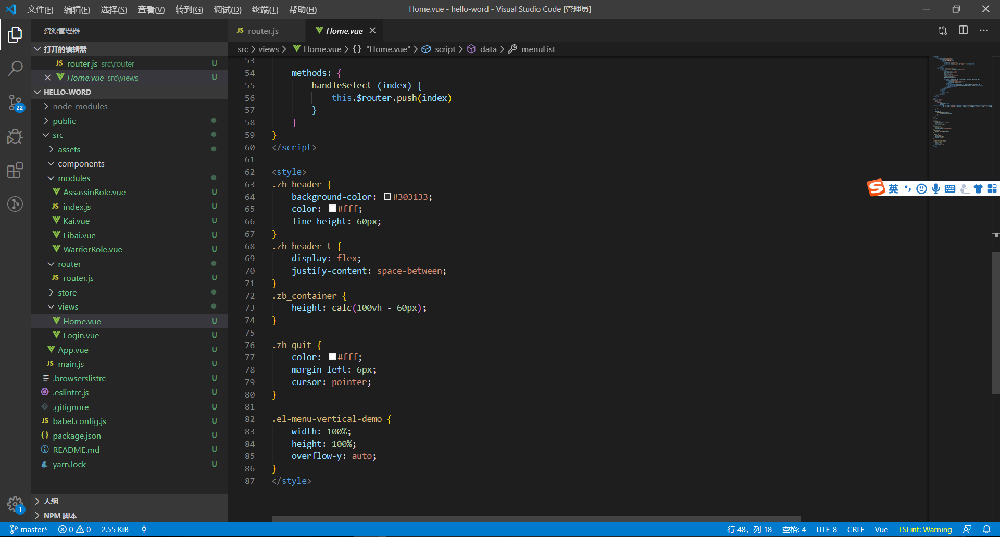 文件(F) 编辑(E) 选择(S) 查看(V) 转到(G) 调试(D) 终端(T) 帮助(H) Home.vue - hello-word - Visual Studio Code [管理员]
资源管理器
打开的编辑器
JS router.js src\router U
Home.vue src\views U
HELLO-WORD
node_modules
public
src
assets
components
modules
AssassinRole.vue U
JS index.js U
Kai.vue U
Libai.vue U
WarriorRole.vue U
router
JS router.js U
store
views
Home.vue U
Login.vue U
App.vue U
JS main.js U
.browserslistrc U
.eslintrc.js U
.gitignore U
JS babel.config.js U
{} package.json U
README.md U
yarn.lock U
大纲
NPM 脚本
22
1
JS router.js Home.vue
src > views > Home.vue > {} "Home.vue" > script > data > menuList
53
54 methods: {
55 handleSelect (index) {
56 this.$router.push(index)
57 }
58 }
59 }
60 </script>
61
62 <style>
63 .zb_header {
64 background-color: #303133;
65 color: #fff;
66 line-height: 60px;
67 }
68 .zb_header_t {
69 display: flex;
70 justify-content: space-between;
71 }
72 .zb_container {
73 height: calc(100vh - 60px);
74 }
75
76 .zb_quit {
77 color: #fff;
78 margin-left: 6px;
79 cursor: pointer;
80 }
81
82 .el-menu-vertical-demo {
83 width: 100%;
84 height: 100%;
85 overflow-y: auto;
86 }
87 </style>
S 英
master* 0 0 2.55 KiB 行 48，列 18 空格: 4 UTF-8 CRLF Vue TSLint: Warning